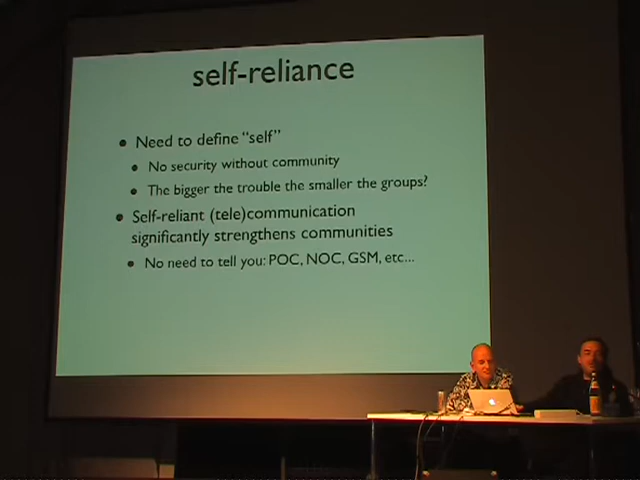 self-reliance
• Need to define "self"
• No security without community
• The bigger the trouble the smaller the groups?
• Self-reliant (tele)communication
significantly strengthens communities
• No need to tell you: POC, NOC, GSM, etc...